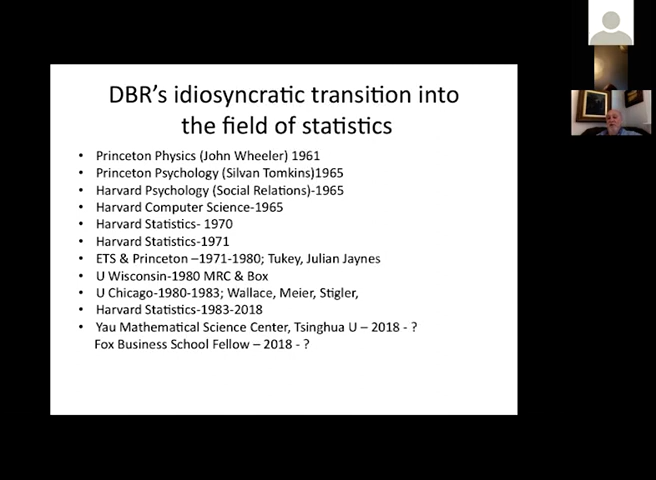 DBR's idiosyncratic transition into
the field of statistics
• Princeton Physics (John Wheeler) 1961
• Princeton Psychology (Silvan Tomkins)1965
• Harvard Psychology (Social Relations)-1965
• Harvard Computer Science-1965
• Harvard Statistics- 1970
• Harvard Statistics-1971
• ETS & Princeton –1971-1980; Tukey, Julian Jaynes
• U Wisconsin-1980 MRC & Box
• U Chicago-1980-1983; Wallace, Meier, Stigler,
• Harvard Statistics-1983-2018
• Yau Mathematical Science Center, Tsinghua U – 2018 - ?
Fox Business School Fellow – 2018 - ?